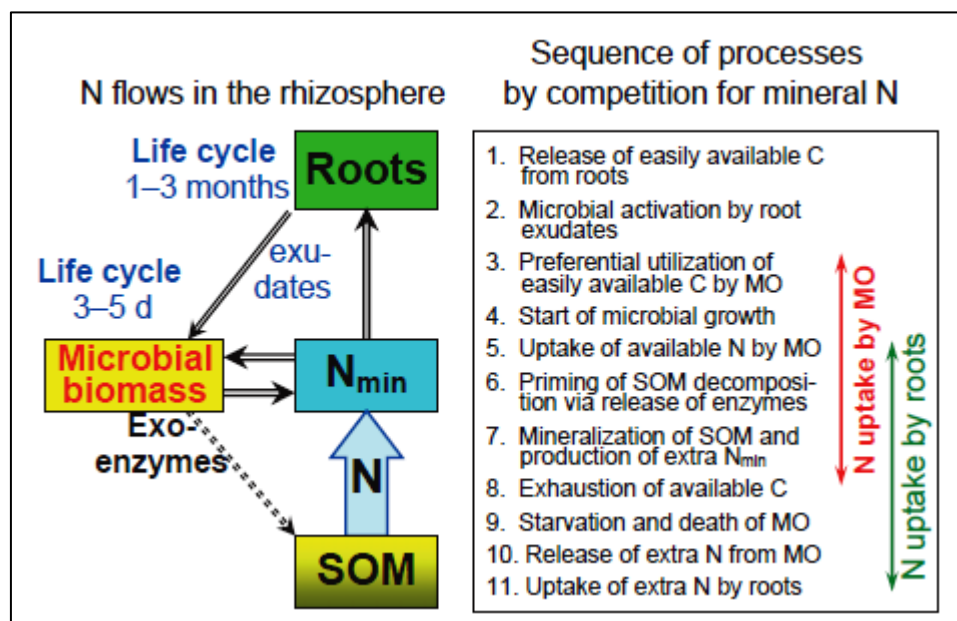 N flows in the rhizosphere
Life cycle
1–3 months
Roots
exu-
dates
Life cycle
3–5 d
Microbial
biomass
N min
Exo-
enzymes
N
SOM
Sequence of processes
by competition for mineral N
1. Release of easily available C
from roots
2. Microbial activation by root
exudates
3. Preferential utilization of
easily available C by MO
4. Start of microbial growth
5. Uptake of available N by MO
6. Priming of SOM decomposi-
tion via release of enzymes
7. Mineralization of SOM and
production of extra Nmin
8. Exhaustion of available C
9. Starvation and death of MO
10. Release of extra N from MO
11. Uptake of extra N by roots
N uptake by MO
N uptake by roots